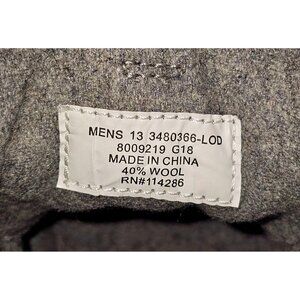 MENS 13 3480366-LOD
8009219 G18
MADE IN CHINA
40% WOOL
RN#114286